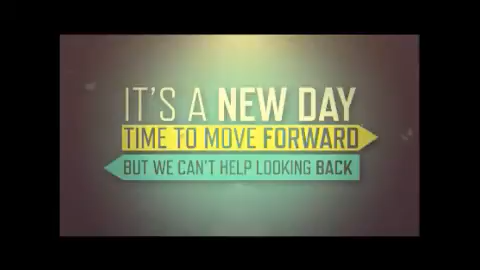 IT'S A NEW DAY
TIME TO MOVE FORWARD
BUT WE CAN'T HELP LOOKING BACK